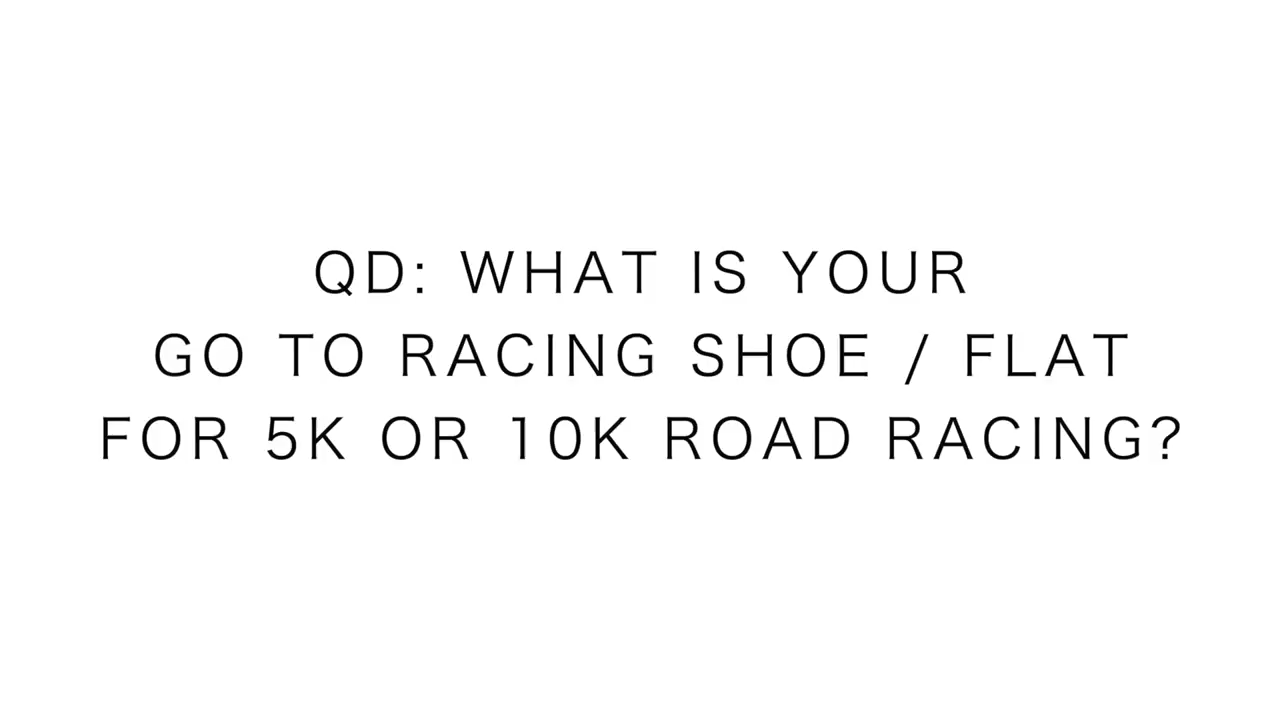 QD: WHAT IS YOUR
GO TO RACING SHOE / FLAT
FOR 5K OR 10K ROAD RACING?